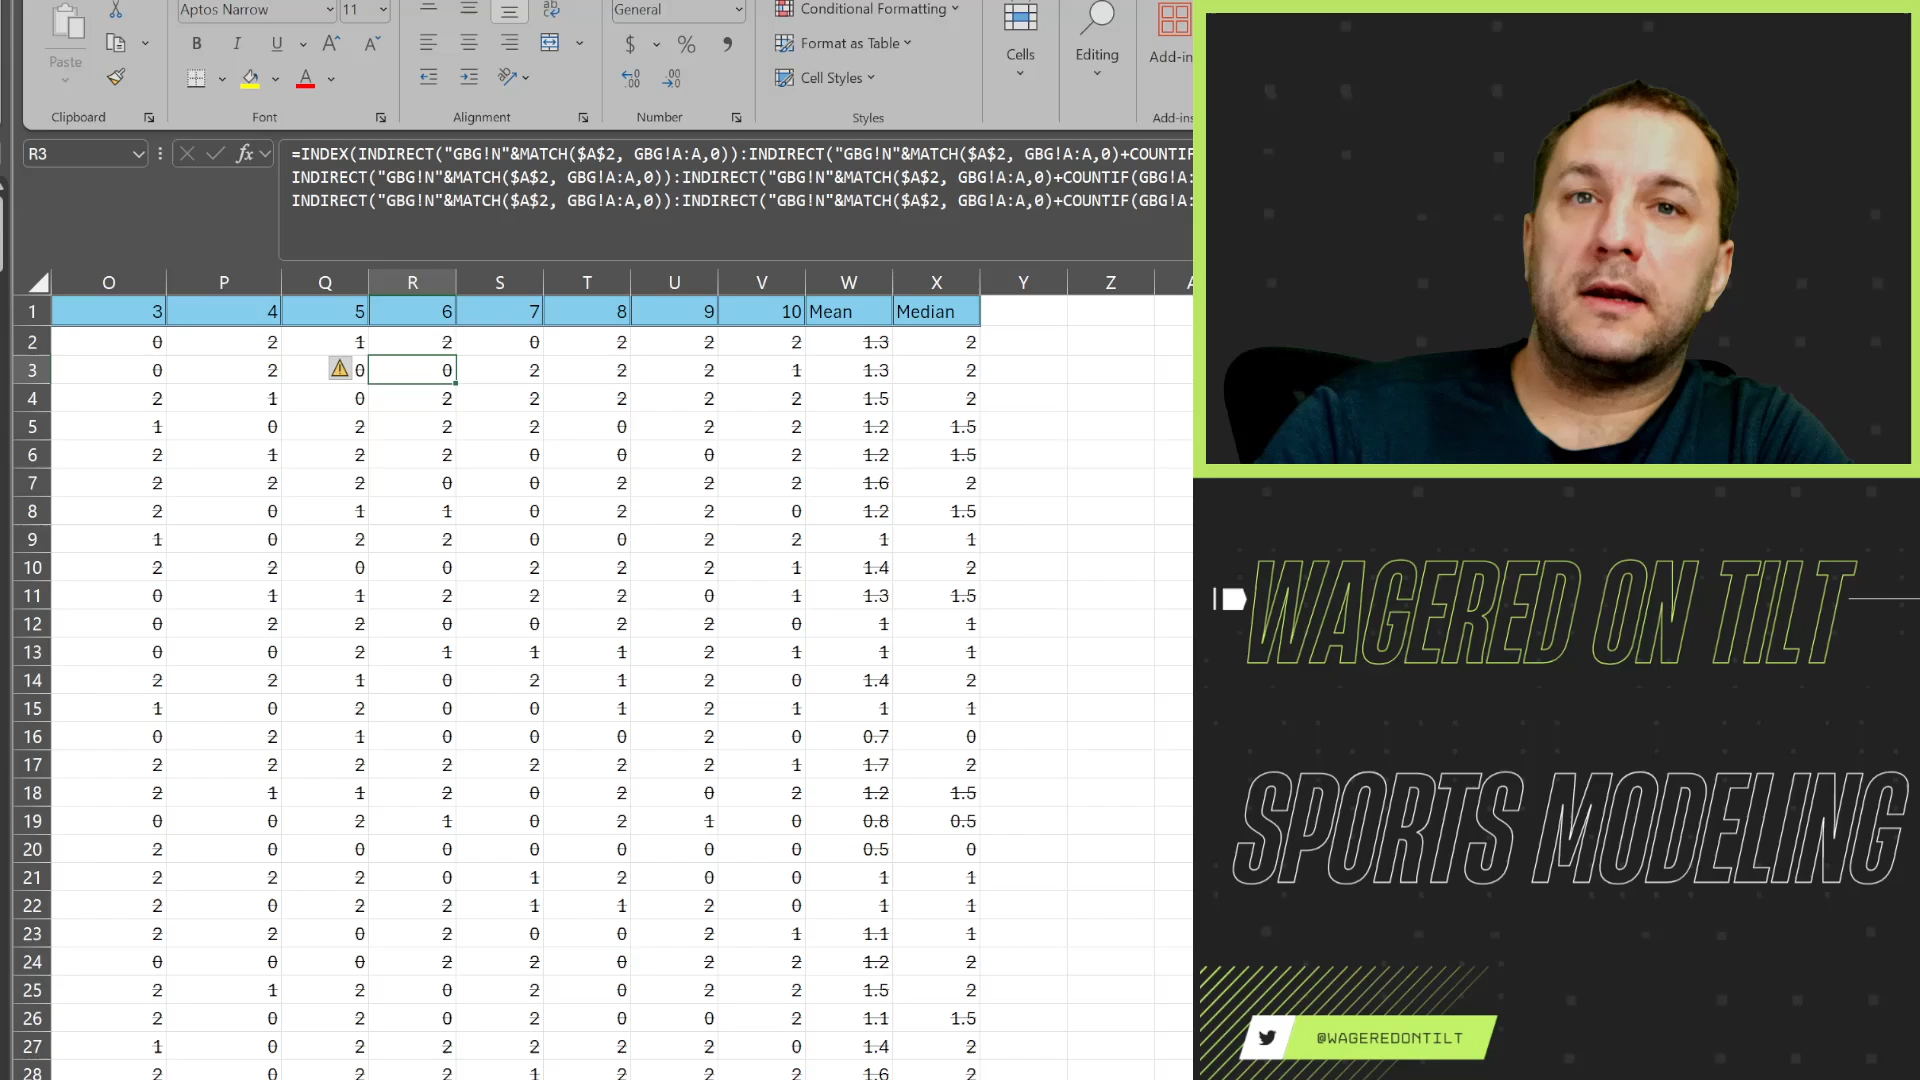 Aptos Narrow 11 General Conditional Formatting
Paste B I U A A $ % 9 Format as Table Cells Editing Add-in
Cell Styles
Clipboard Font Alignment Number Styles Add-ins
R3 fx =INDEX(INDIRECT("GBG!N"&MATCH($A$2, GBG!A:A,0)):INDIRECT("GBG!N"&MATCH($A$2, GBG!A:A,0)+COUNTIF
INDIRECT("GBG!N"&MATCH($A$2, GBG!A:A,0)):INDIRECT("GBG!N"&MATCH($A$2, GBG!A:A,0)+COUNTIF(GBG!A:
INDIRECT("GBG!N"&MATCH($A$2, GBG!A:A,0)):INDIRECT("GBG!N"&MATCH($A$2, GBG!A:A,0)+COUNTIF(GBG!A:
O P Q R S T U V W X Y Z A
1 3 4 5 6 7 8 9 10 Mean Median
2 0 2 1 2 0 2 2 2 1.3 2
3 0 2 0 0 2 2 2 1 1.3 2
4 2 1 0 2 2 2 2 2 1.5 2
5 1 0 2 2 2 0 2 2 1.2 1.5
6 2 1 2 2 0 0 0 2 1.2 1.5
7 2 2 2 0 0 2 2 2 1.6 2
8 2 0 1 1 0 2 2 0 1.2 1.5
9 1 0 2 2 0 0 2 2 1 1
10 2 2 0 0 2 2 2 1 1.4 2
11 0 1 1 2 2 2 0 1 1.3 1.5
12 0 2 2 0 0 2 2 0 1 1
13 0 0 2 1 1 1 2 1 1 1
14 2 2 1 0 2 1 2 0 1.4 2
15 1 0 2 0 0 1 2 1 1 1
16 0 2 1 0 0 0 2 0 0.7 0
17 2 2 2 2 2 2 2 1 1.7 2
18 2 1 1 2 0 2 0 2 1.2 1.5
19 0 0 2 1 0 2 1 0 0.8 0.5
20 2 0 0 0 0 0 0 0 0.5 0
21 2 2 2 0 1 2 0 0 1 1
22 2 0 2 2 1 1 2 0 1 1
23 2 2 0 2 0 0 2 1 1.1 1
24 0 0 0 2 2 0 2 2 1.2 2
25 2 1 2 0 2 0 2 2 1.5 2
26 2 0 2 0 2 0 0 2 1.1 1.5
27 1 0 2 2 2 2 2 0 1.4 2
28 2 0 2 2 1 2 2 2 1.6 2
WAGERED ON TILT
SPORTS MODELING
@WAGEREDONTILT